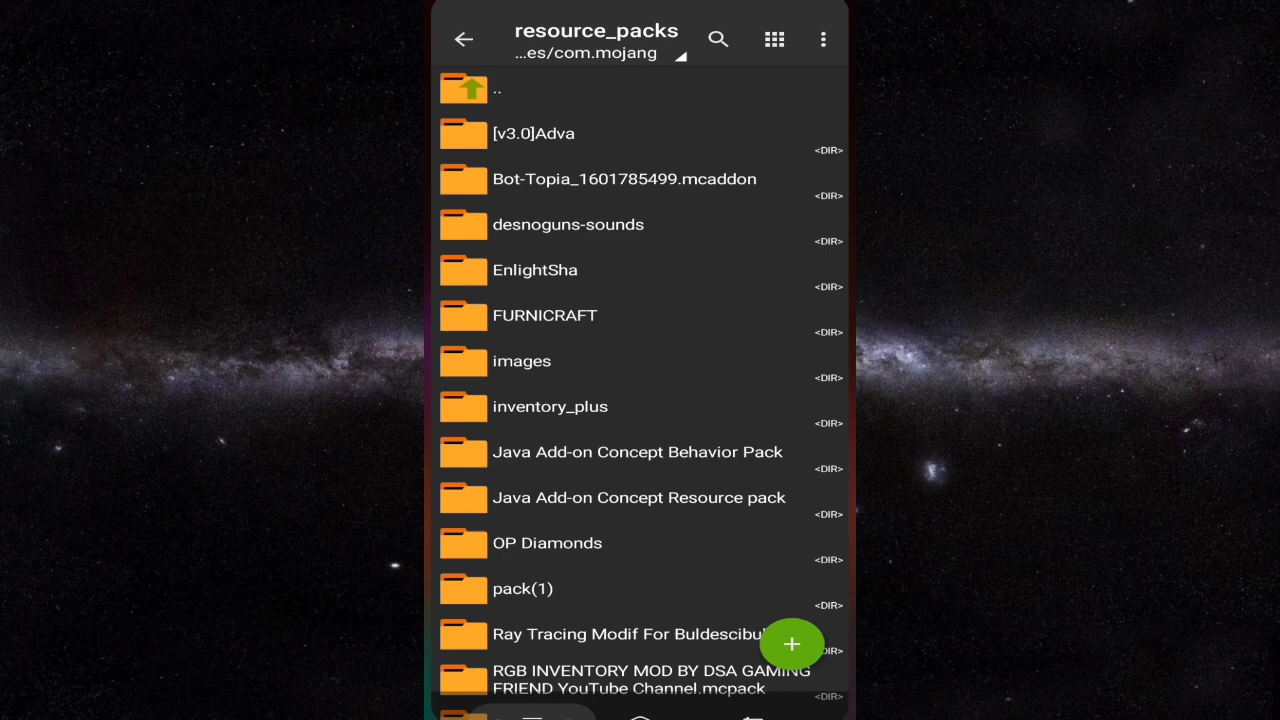 resource_packs
...es/com.mojang
..
[v3.0]Adva
<DIR>
Bot-Topia_1601785499.mcaddon
<DIR>
desnoguns-sounds
<DIR>
EnlightSha
<DIR>
FURNICRAFT
<DIR>
images
<DIR>
inventory_plus
<DIR>
Java Add-on Concept Behavior Pack
<DIR>
Java Add-on Concept Resource pack
<DIR>
OP Diamonds
<DIR>
pack(1)
<DIR>
Ray Tracing Modif For
RGB INVENTORY MOD BY DSA GAMING
FRIEND YouTube Channel.mcpack
<DIR>